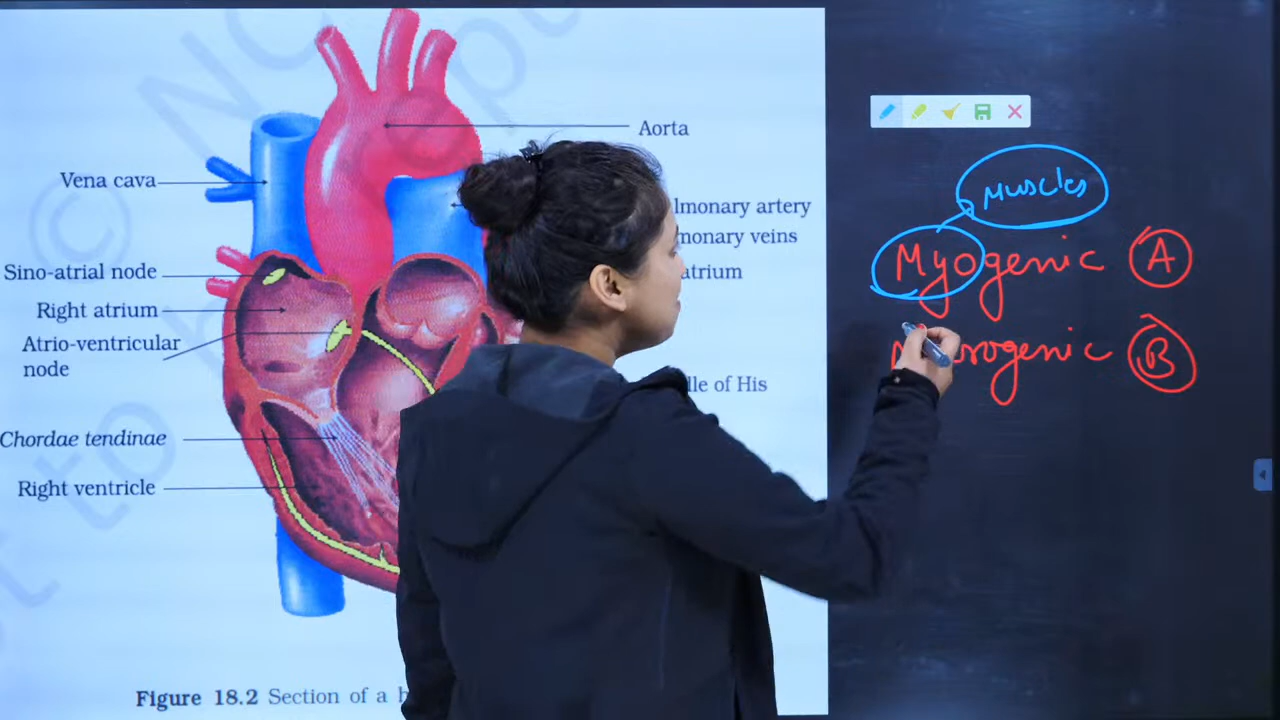 Aorta
Vena cava
lmonary artery
monary veins
Sino-atrial node
atrium
Right atrium
Atrio-ventricular
node
lle of His
Chordae tendinae
Right ventricle
Figure 18.2 Section of a h
Muscles
Myogenic A
rogenic B